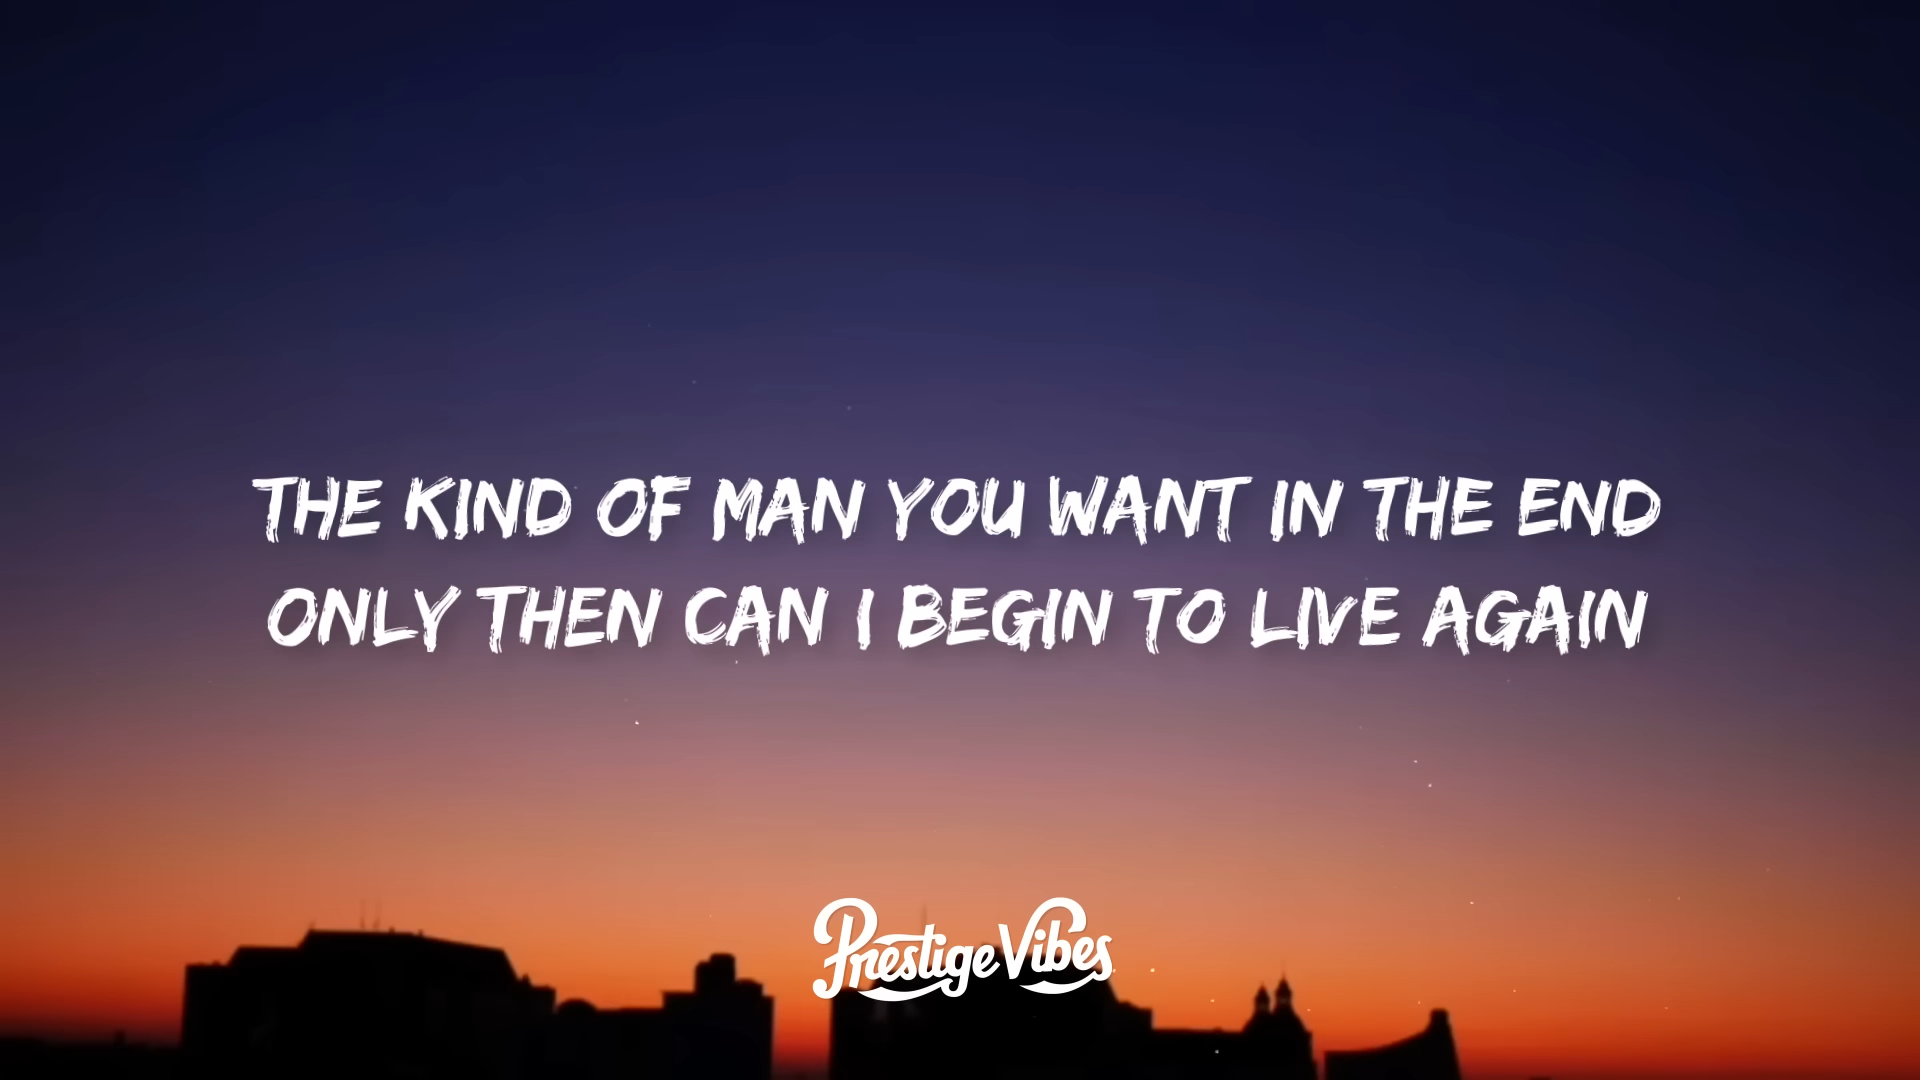 THE KIND OF MAN YOU WANT IN THE END
ONLY THEN CAN I BEGIN TO LIVE AGAIN
Prestige Vibes